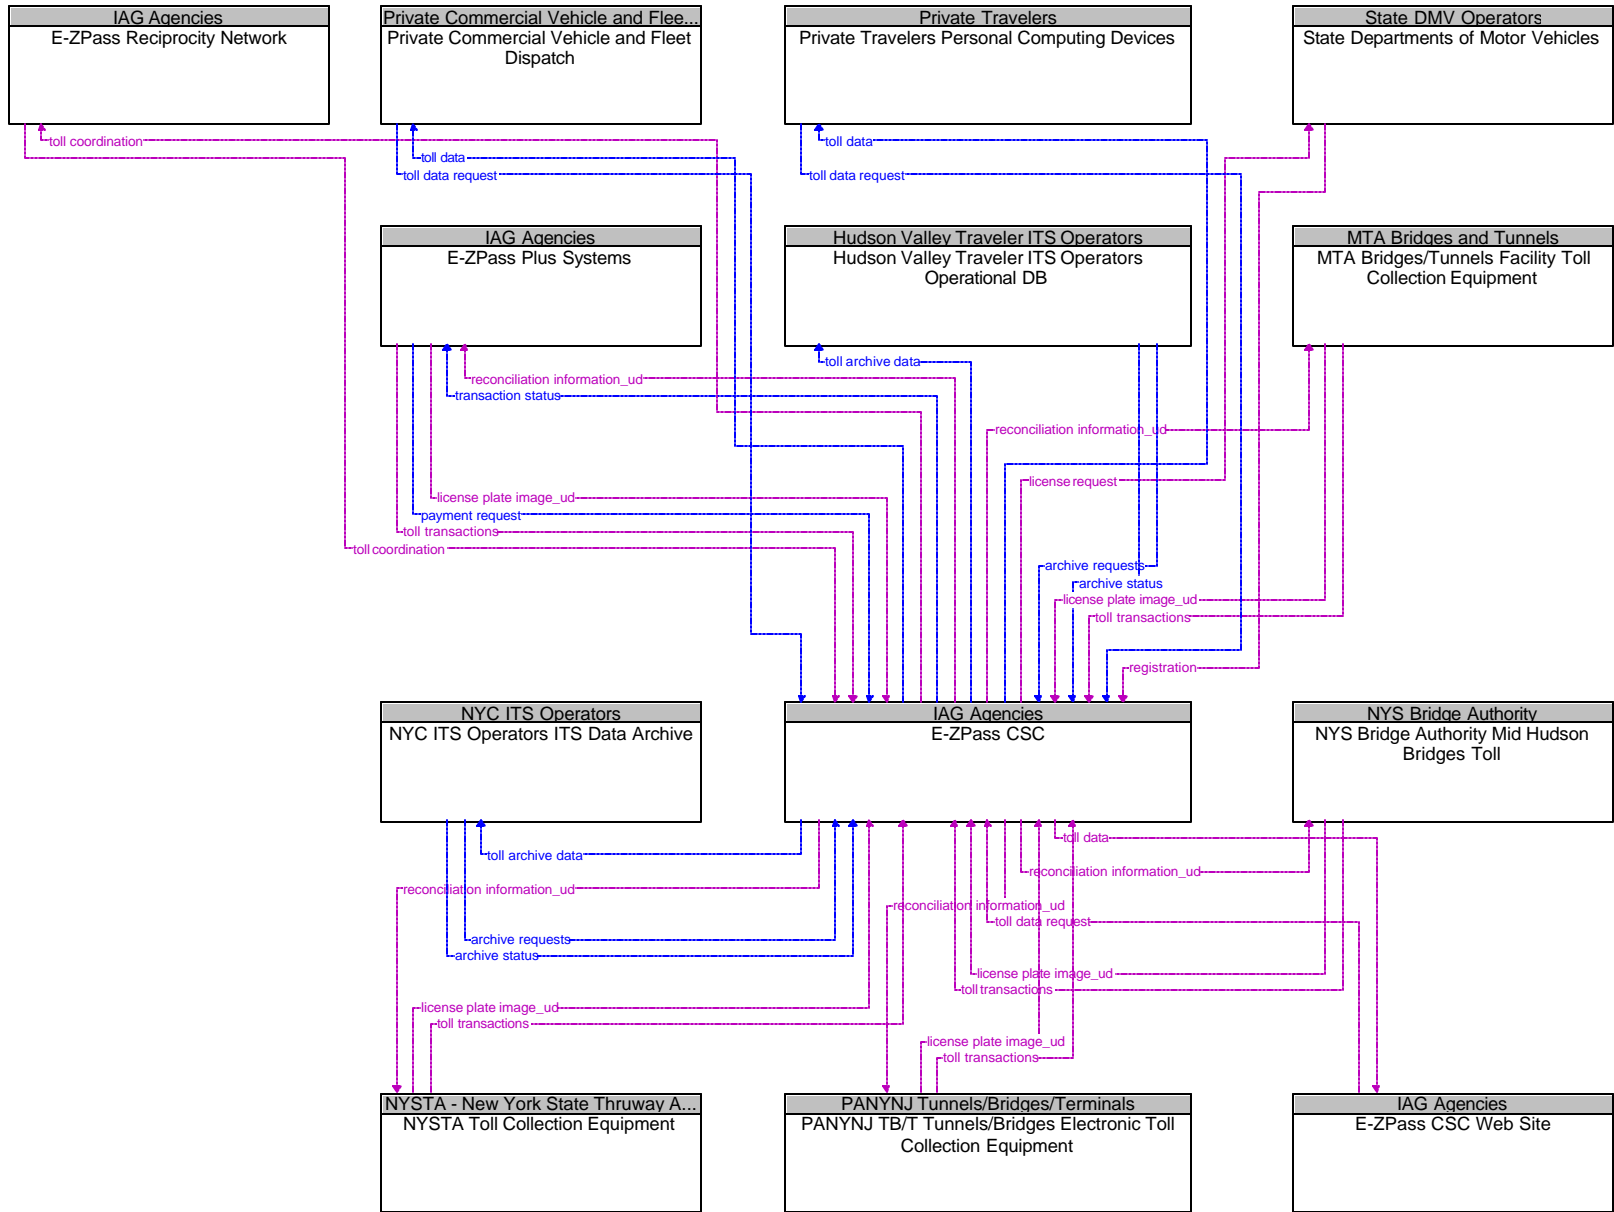 IAG Agencies
E-ZPass Reciprocity Network
Private Commercial Vehicle and Flee...
Private Commercial Vehicle and Fleet
Dispatch
Private Travelers
Private Travelers Personal Computing Devices
State DMV Operators
State Departments of Motor Vehicles
toll coordination
toll data
toll data request
toll data
toll data request
IAG Agencies
E-ZPass Plus Systems
Hudson Valley Traveler ITS Operators
Hudson Valley Traveler ITS Operators
Operational DB
MTA Bridges and Tunnels
MTA Bridges/Tunnels Facility Toll
Collection Equipment
toll archive data
reconciliation information_ud
transaction status
reconciliation information_ud
license request
license plate image_ud
payment request
toll transactions
toll coordination
archive requests
archive status
license plate image_ud
toll transactions
registration
NYC ITS Operators
NYC ITS Operators ITS Data Archive
IAG Agencies
E-ZPass CSC
NYS Bridge Authority
NYS Bridge Authority Mid Hudson
Bridges Toll
toll data
toll archive data
reconciliation information_ud
reconciliation information_ud
reconciliation information_ud
toll data request
archive requests
archive status
license plate image_ud
toll transactions
license plate image_ud
toll transactions
license plate image_ud
toll transactions
NYSTA - New York State Thruway A...
NYSTA Toll Collection Equipment
PANYNJ Tunnels/Bridges/Terminals
PANYNJ TB/T Tunnels/Bridges Electronic Toll
Collection Equipment
IAG Agencies
E-ZPass CSC Web Site